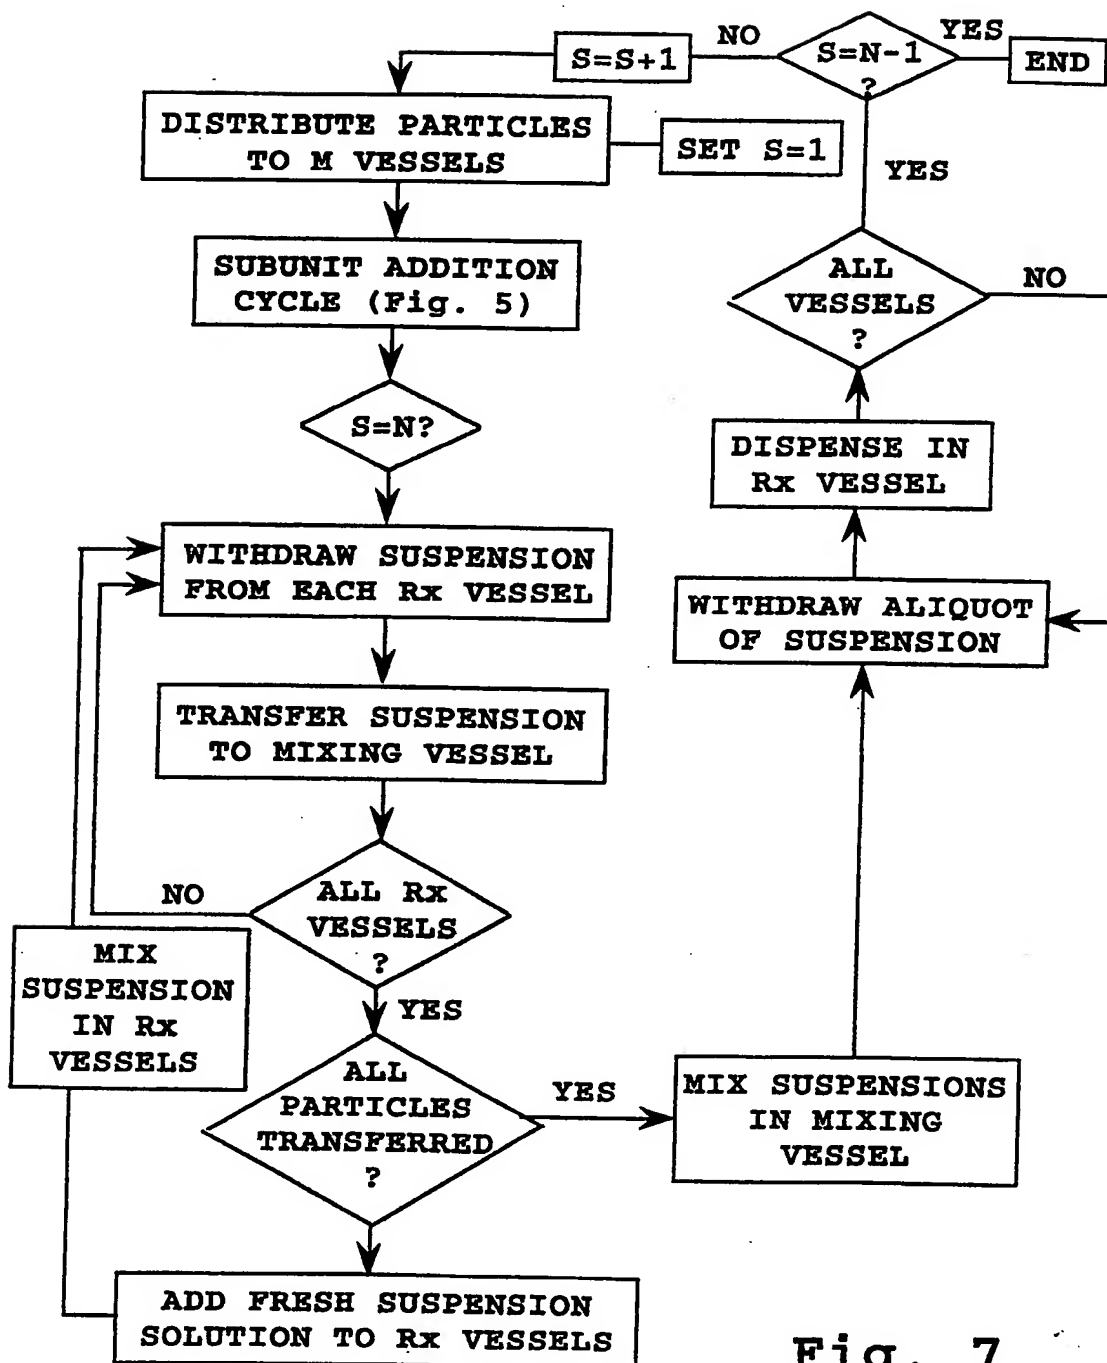 S=S+1
NO
S=N-1
?
YES
END
DISTRIBUTE PARTICLES
TO M VESSELS
SET S=1
YES
SUBUNIT ADDITION
CYCLE (Fig. 5)
ALL
VESSELS
?
NO
S=N?
DISPENSE IN
Rx VESSEL
WITHDRAW SUSPENSION
FROM EACH Rx VESSEL
WITHDRAW ALIQUOT
OF SUSPENSION
TRANSFER SUSPENSION
TO MIXING VESSEL
NO
ALL Rx
VESSELS
?
MIX
SUSPENSION
IN Rx
VESSELS
YES
ALL
PARTICLES
TRANSFERRED
?
YES
MIX SUSPENSIONS
IN MIXING
VESSEL
ADD FRESH SUSPENSION
SOLUTION TO Rx VESSELS
Fig. 7